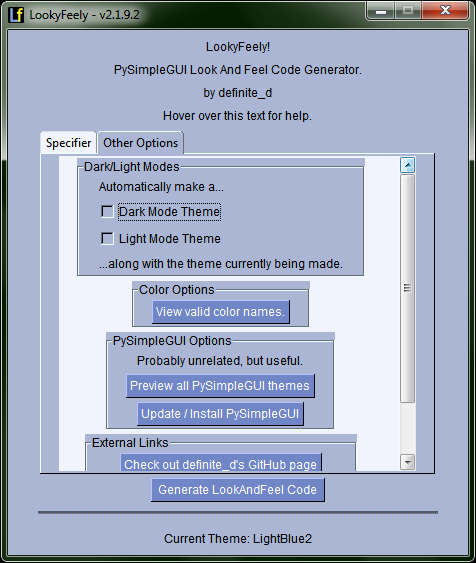 Lf LookyFeely - v2.1.9.2
LookyFeely!
PySimpleGUI Look And Feel Code Generator.
by definite_d
Hover over this text for help.
Specifier Other Options
Dark/Light Modes
Automatically make a...
Dark Mode Theme
Light Mode Theme
...along with the theme currently being made.
Color Options
View valid color names.
PySimpleGUI Options
Probably unrelated, but useful.
Preview all PySimpleGUI themes
Update / Install PySimpleGUI
External Links
Check out definite_d's GitHub page
Generate LookAndFeel Code
Current Theme: LightBlue2